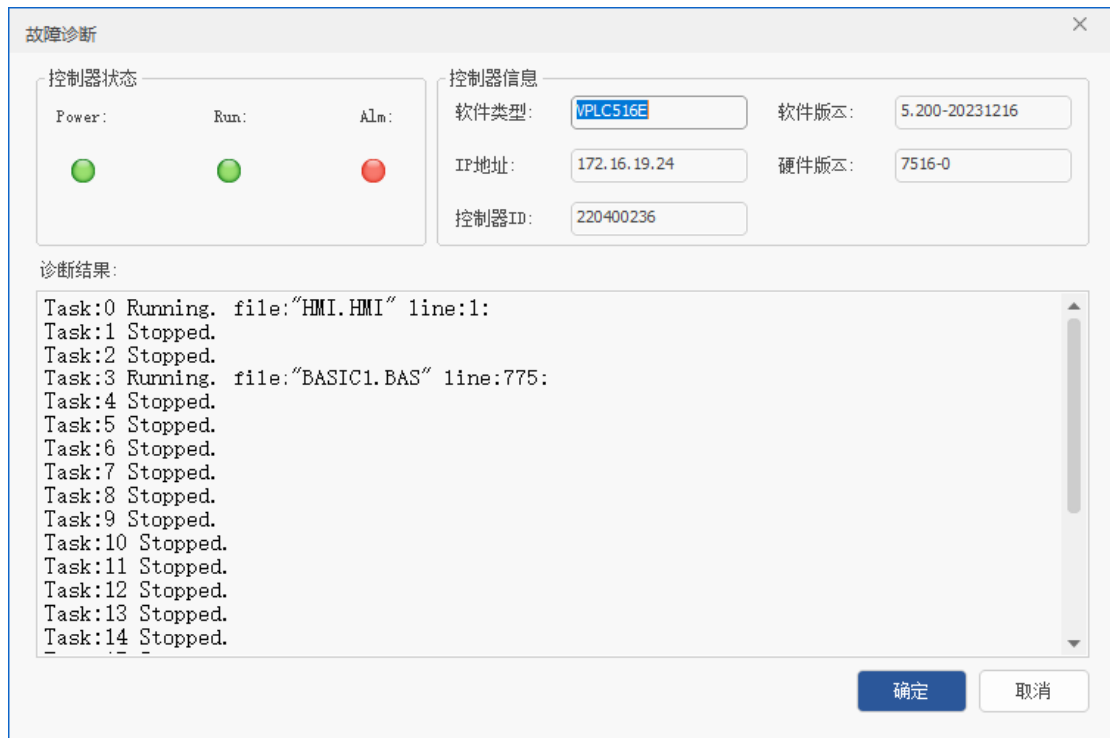 故障诊断
控制器状态
Power:
Run:
Alm:
控制器信息
软件类型: VPLC516E
软件版本: 5.200-20231216
IP地址: 172.16.19.24
硬件版本: 7516-0
控制器ID: 220400236
诊断结果:
Task:0 Running. file:"HMI.HMI" line:1:
Task:1 Stopped.
Task:2 Stopped.
Task:3 Running. file:"BASIC1.BAS" line:775:
Task:4 Stopped.
Task:5 Stopped.
Task:6 Stopped.
Task:7 Stopped.
Task:8 Stopped.
Task:9 Stopped.
Task:10 Stopped.
Task:11 Stopped.
Task:12 Stopped.
Task:13 Stopped.
Task:14 Stopped.
确定
取消